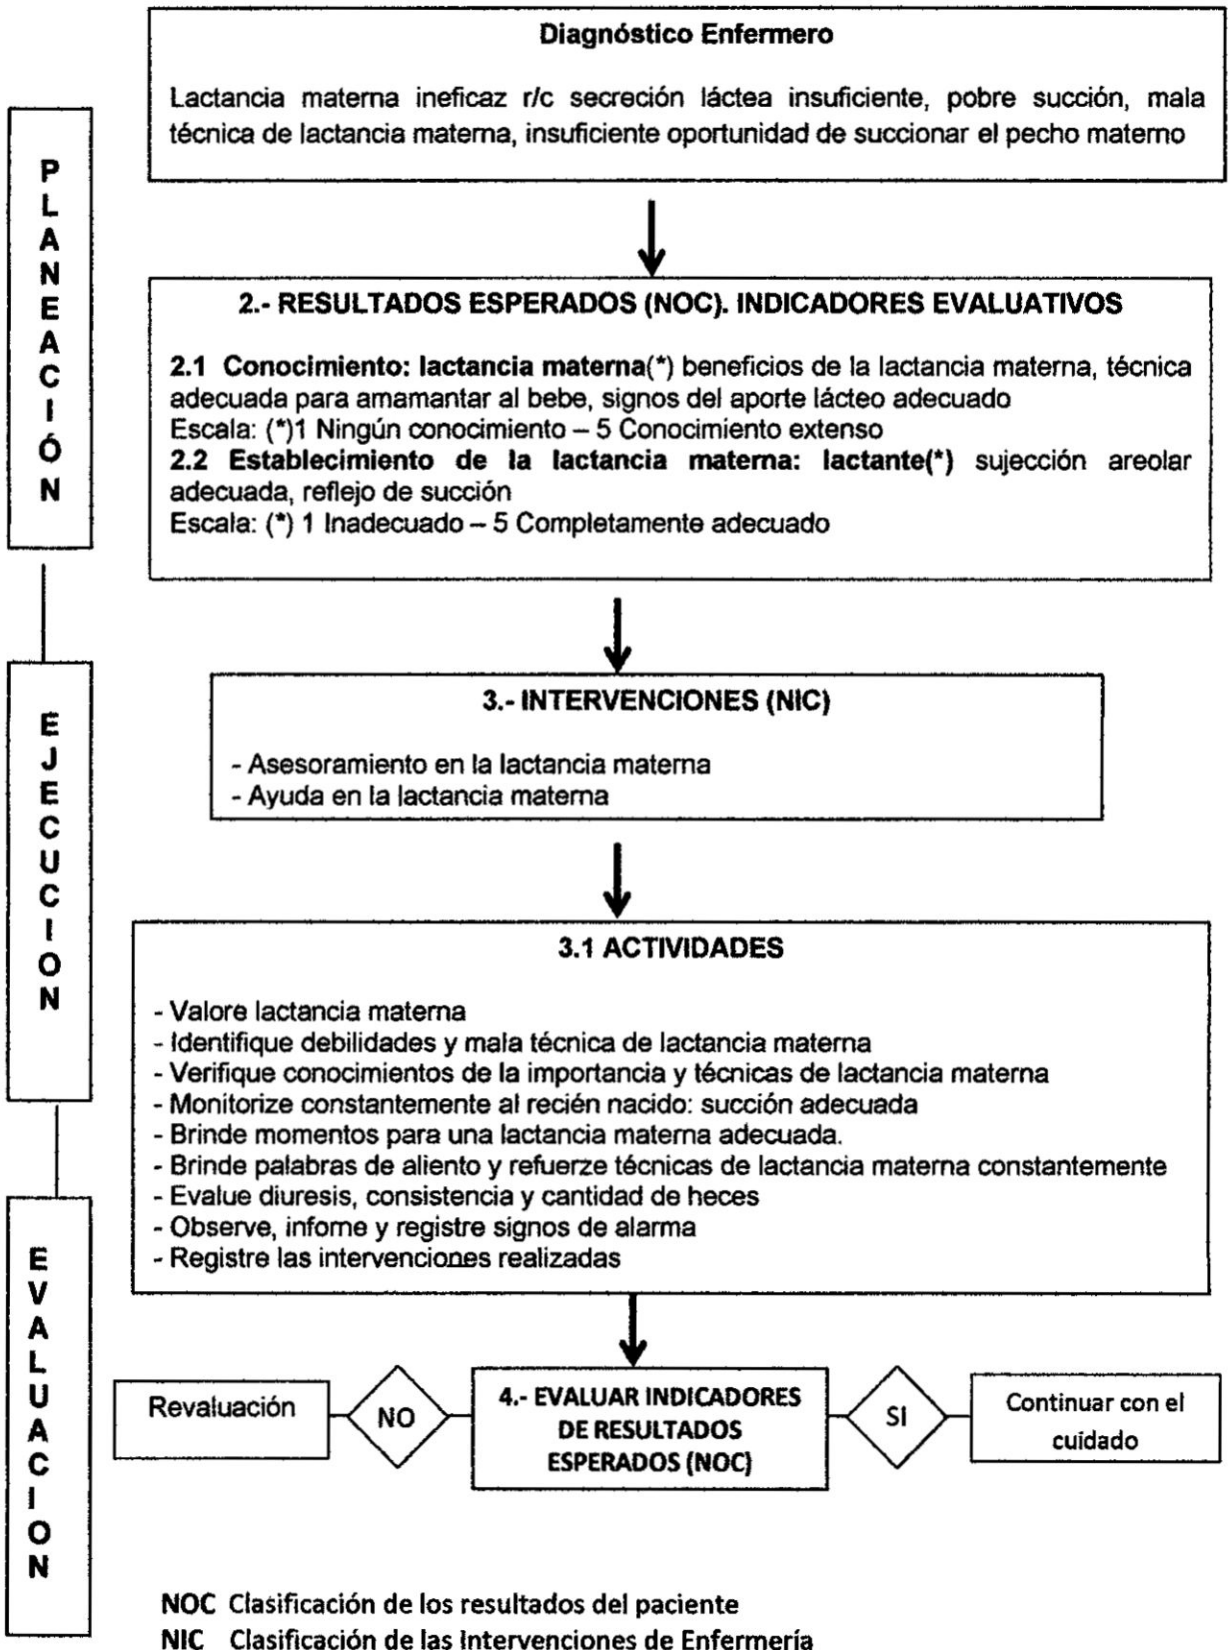 Diagnóstico Enfermero
Lactancia materna ineficaz r/c secreción láctea insuficiente, pobre succión, mala
técnica de lactancia materna, insuficiente oportunidad de succionar el pecho materno
PLANEACIÓN
2.- RESULTADOS ESPERADOS (NOC). INDICADORES EVALUATIVOS
2.1 Conocimiento: lactancia materna(*) beneficios de la lactancia materna, técnica
adecuada para amamantar al bebe, signos del aporte lácteo adecuado
Escala: (*)1 Ningún conocimiento – 5 Conocimiento extenso
2.2 Establecimiento de la lactancia materna: lactante(*) sujección areolar
adecuada, reflejo de succión
Escala: (*) 1 Inadecuado – 5 Completamente adecuado
EJECUCION
3.- INTERVENCIONES (NIC)
- Asesoramiento en la lactancia materna
- Ayuda en la lactancia materna
3.1 ACTIVIDADES
- Valore lactancia materna
- Identifique debilidades y mala técnica de lactancia materna
- Verifique conocimientos de la importancia y técnicas de lactancia materna
- Monitorize constantemente al recién nacido: succión adecuada
- Brinde momentos para una lactancia materna adecuada.
- Brinde palabras de aliento y refuerze técnicas de lactancia materna constantemente
- Evalue diuresis, consistencia y cantidad de heces
- Observe, informe y registre signos de alarma
- Registre las intervenciones realizadas
EVALUACION
Revaluación
NO
4.- EVALUAR INDICADORES
DE RESULTADOS
ESPERADOS (NOC)
SI
Continuar con el
cuidado
NOC Clasificación de los resultados del paciente
NIC Clasificación de las Intervenciones de Enfermería